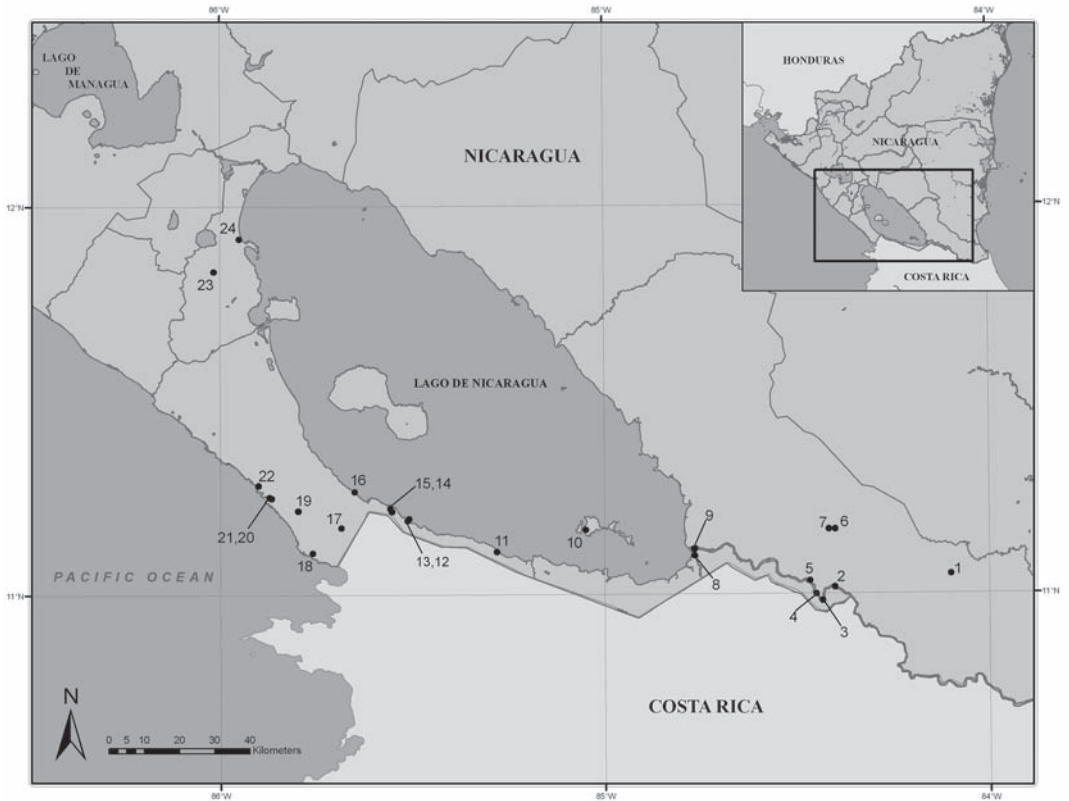 86°W
85°W
84°W
LAGO
DE
MANAGUA
HONDURAS
NICARAGUA
NICARAGUA
COSTA RICA
12°N
12°N
24
23
LAGO DE NICARAGUA
22
16
15,14
19
21,20
17
18
13,12
11
10
9
8
7
6
5
2
1
4
3
PACIFIC OCEAN
11°N
11°N
COSTA RICA
N
0 5 10 20 30 40
Kilometers
86°W
85°W
84°W